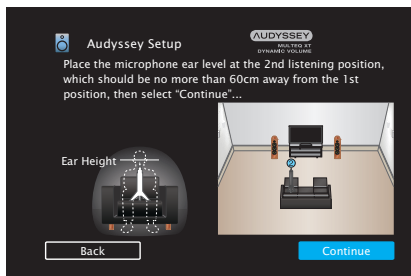 Audyssey Setup
AUDYSSEY
MULTEQ XT
DYNAMIC VOLUME
Place the microphone ear level at the 2nd listening position,
which should be no more than 60cm away from the 1st
position, then select “Continue”...
Ear Height
2
Back
Continue